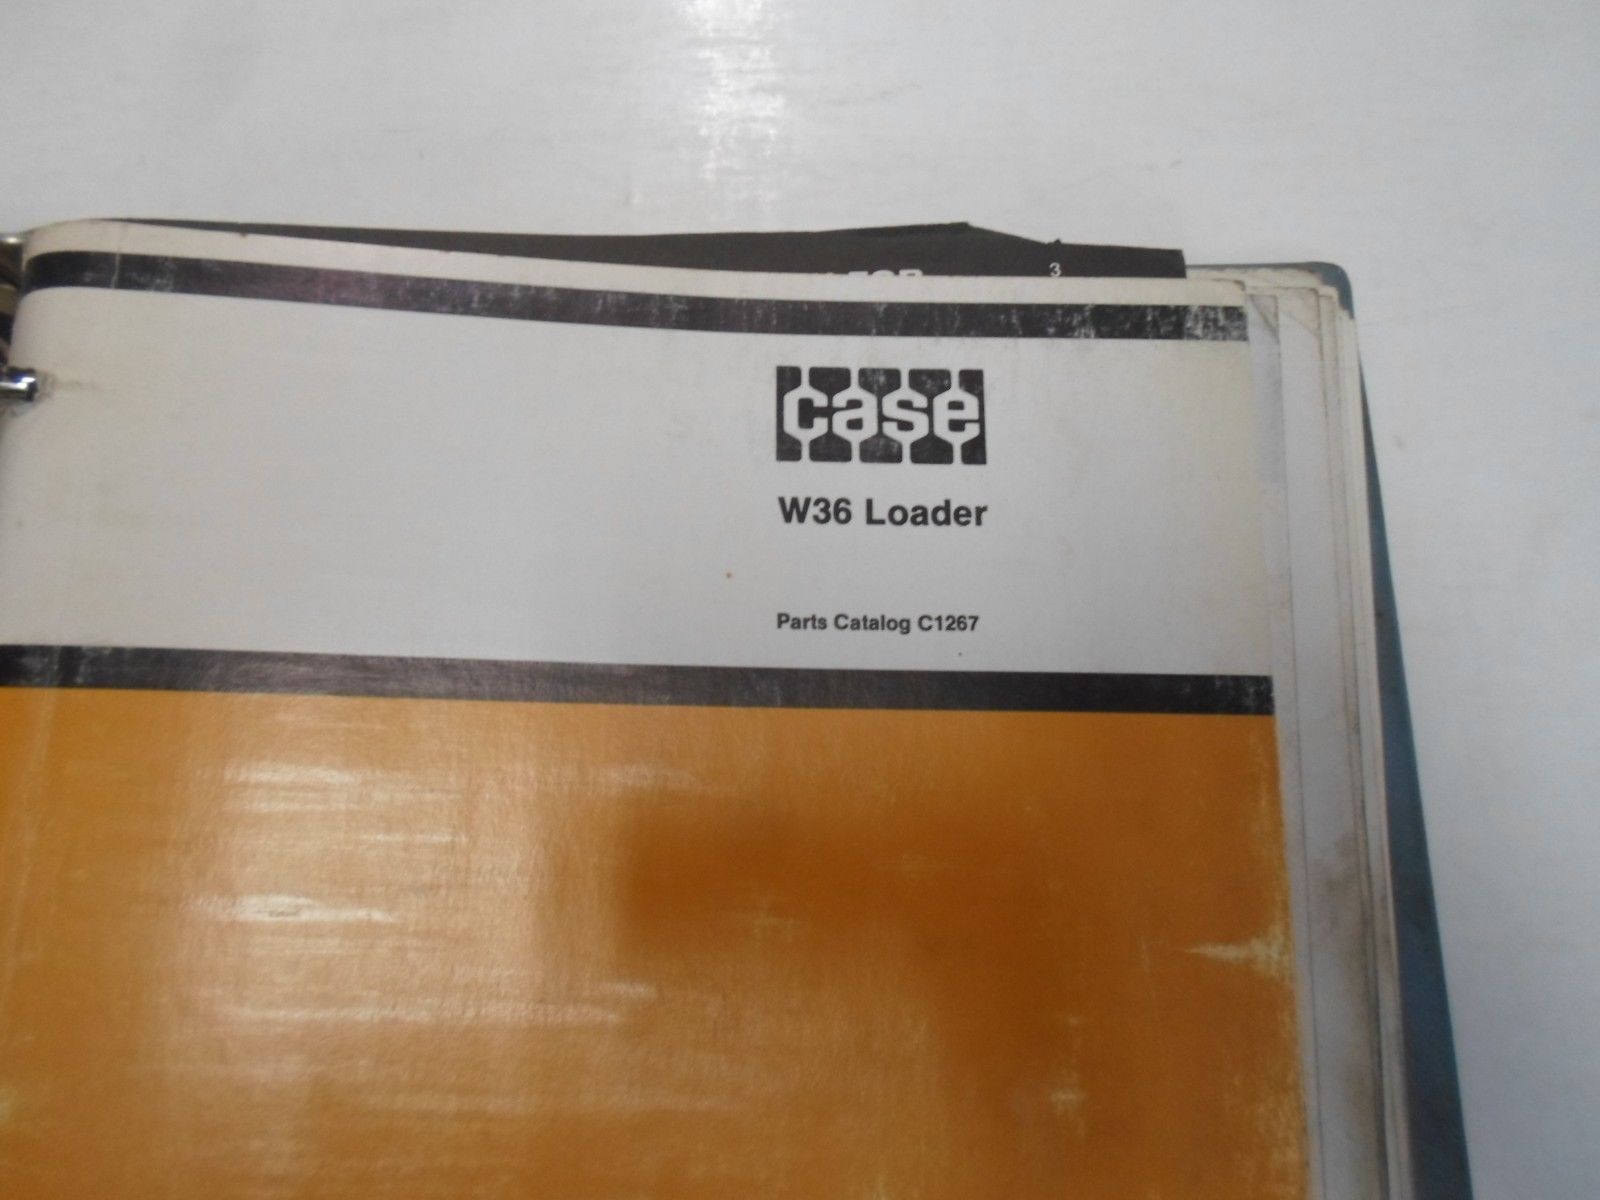 3
case
W36 Loader
Parts Catalog C1267